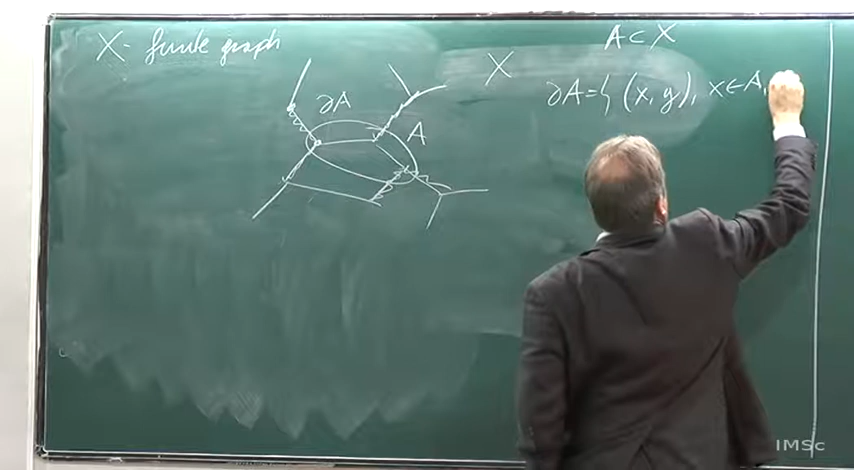 X - finite graph
A ⊂ X
X
∂A = { (x, y), x ∈ A,
∂A
A
IMSc